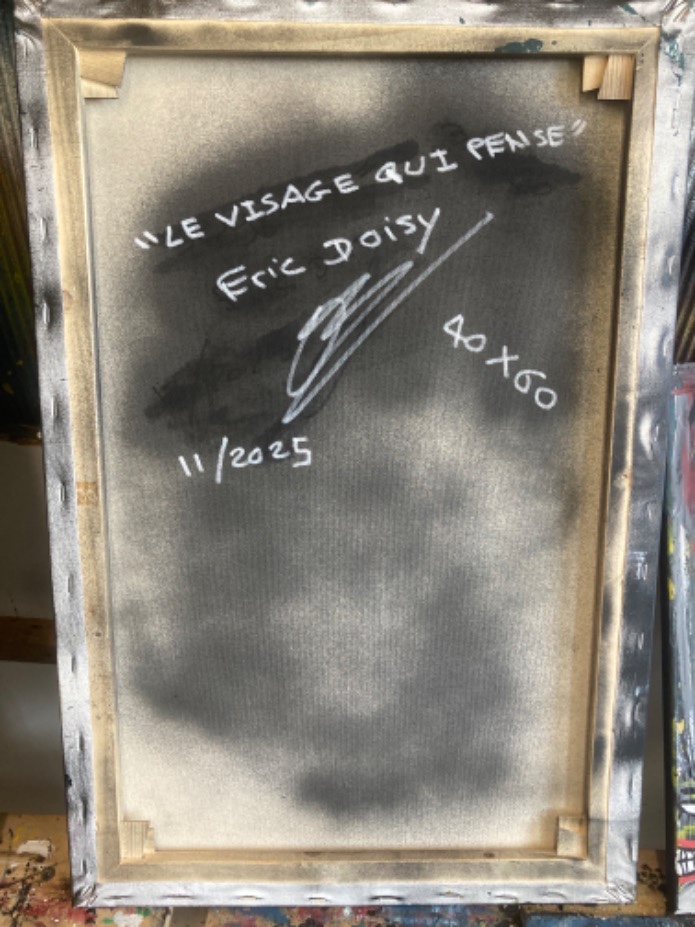 "LE VISAGE QUI PENSE"
Eric Doisy
40x60
11/2025